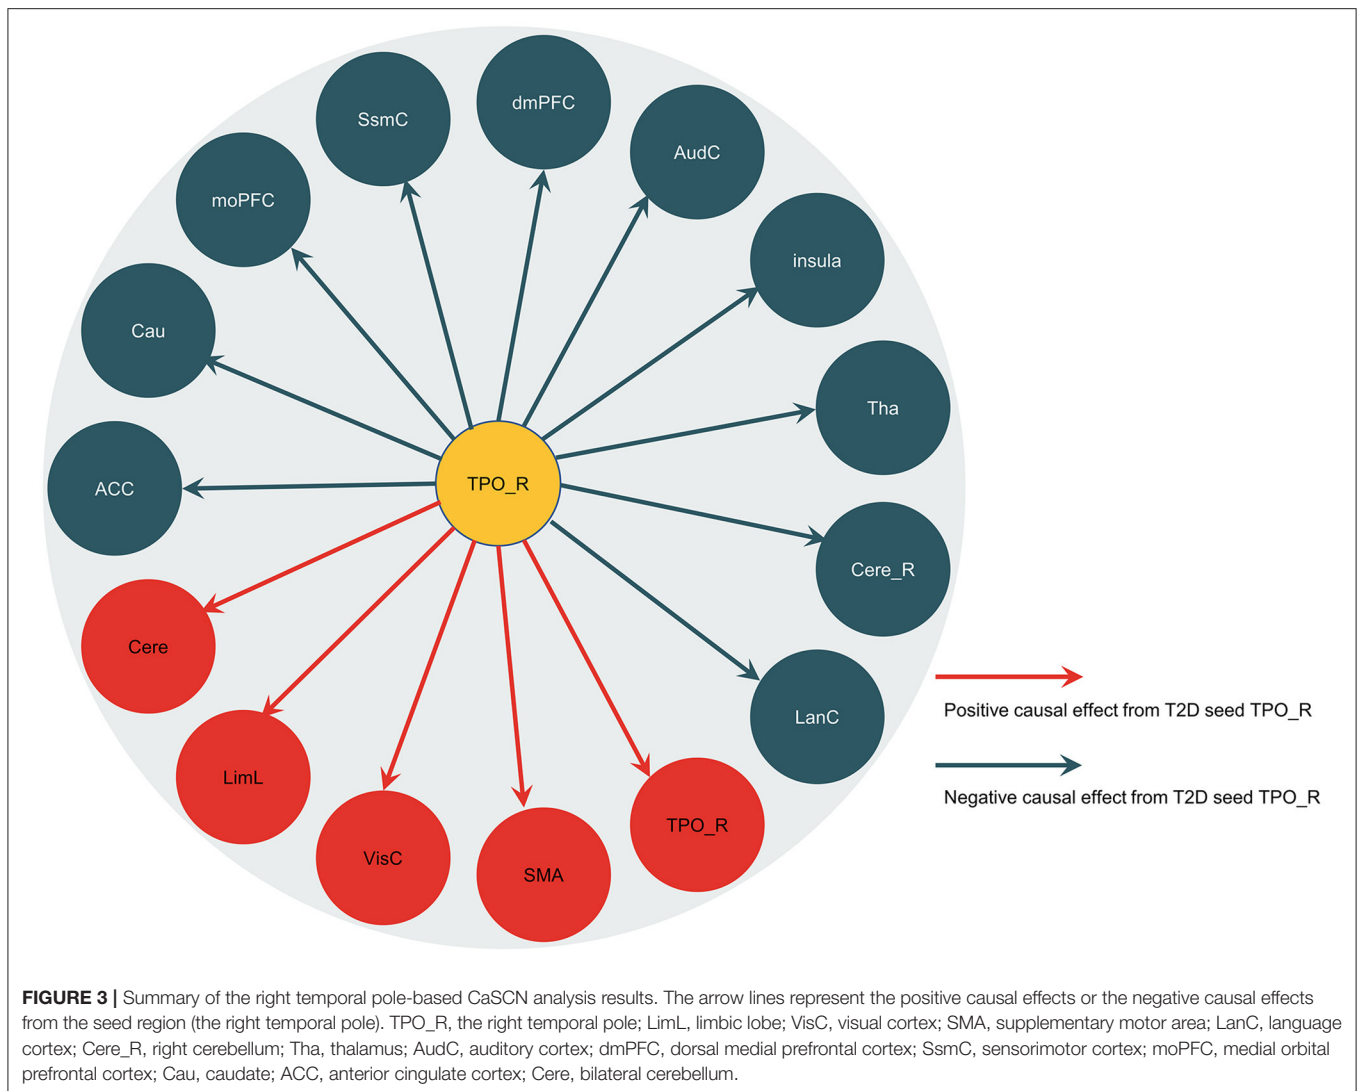 dmPFC
SsmC
AudC
moPFC
insula
Cau
Tha
ACC
TPO_R
Cere_R
Cere
LanC
Positive causal effect from T2D seed TPO_R
LimL
Negative causal effect from T2D seed TPO_R
TPO_R
VisC
SMA
FIGURE 3 | Summary of the right temporal pole-based CaSCN analysis results. The arrow lines represent the positive causal effects or the negative causal effects
from the seed region (the right temporal pole). TPO_R, the right temporal pole; LimL, limbic lobe; VisC, visual cortex; SMA, supplementary motor area; LanC, language
cortex; Cere_R, right cerebellum; Tha, thalamus; AudC, auditory cortex; dmPFC, dorsal medial prefrontal cortex; SsmC, sensorimotor cortex; moPFC, medial orbital
prefrontal cortex; Cau, caudate; ACC, anterior cingulate cortex; Cere, bilateral cerebellum.